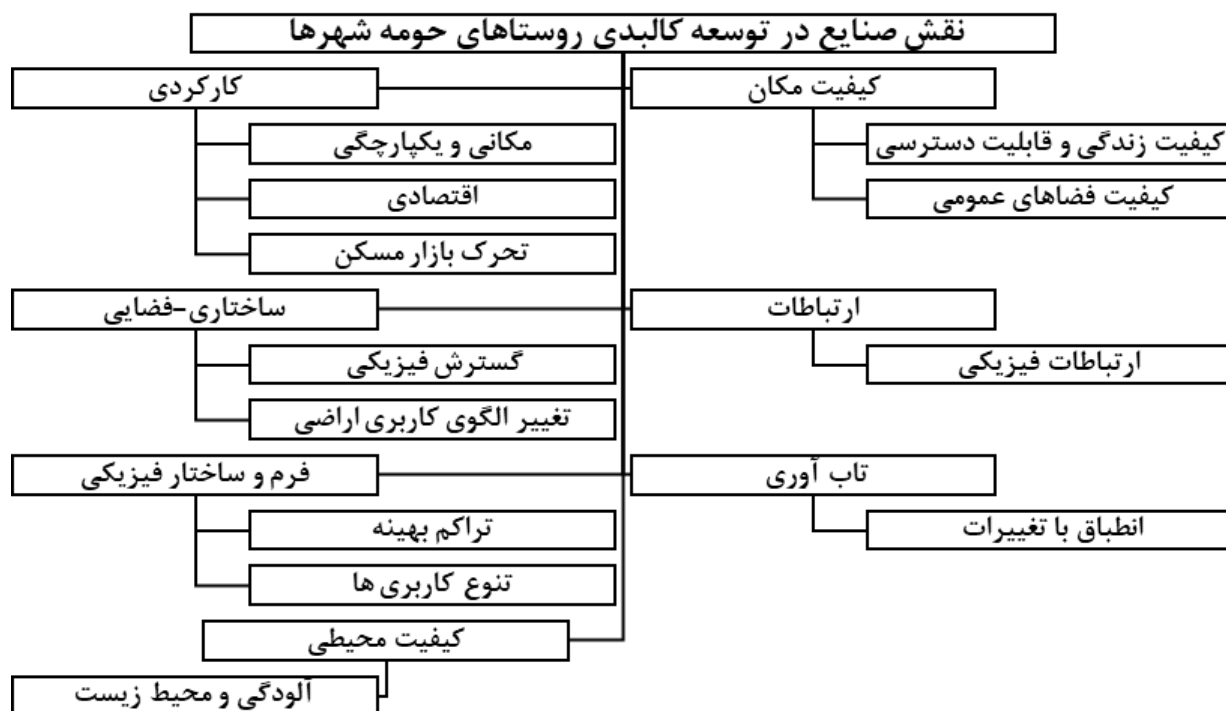 نقش صنایع در توسعه کالبدی روستاهای حومه شهرها
کیفیت مکان
کیفیت زندگی و قابلیت دسترسی
کیفیت فضاهای عمومی
کارکردی
مکانی و یکپارچگی
اقتصادی
تحرک بازار مسکن
ارتباطات
ارتباطات فیزیکی
ساختاری-فضایی
گسترش فیزیکی
تغییر الگوی کاربری اراضی
تاب آوری
انطباق با تغییرات
فرم و ساختار فیزیکی
تراکم بهینه
تنوع کاربری ها
کیفیت محیطی
آلودگی و محیط زیست